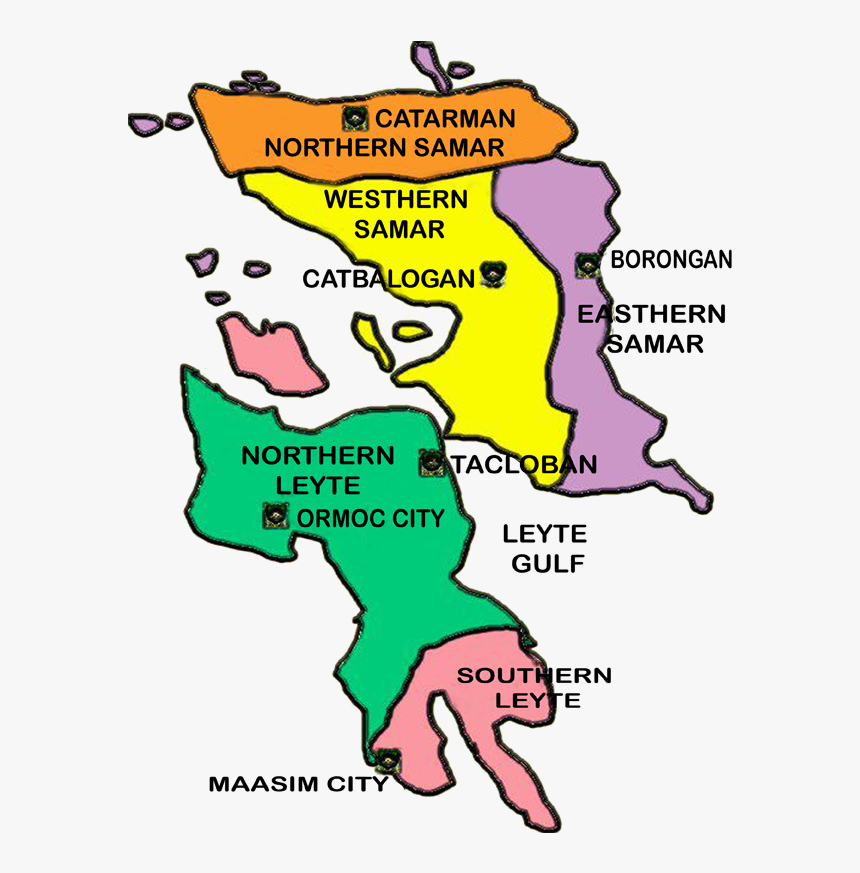 CATARMAN
NORTHERN SAMAR
WESTHERN
SAMAR
BORONGAN
CATBALOGAN
EASTHERN
SAMAR
NORTHERN
LEYTE
TACLOBAN
ORMOC CITY
LEYTE
GULF
SOUTHERN
LEYTE
MAASIM CITY